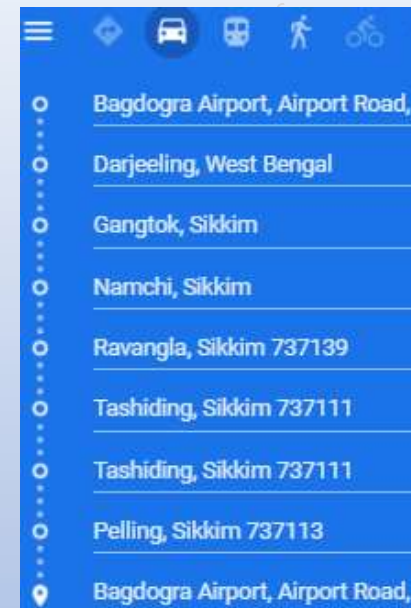 Bagdogra Airport, Airport Road,
Darjeeling, West Bengal
Gangtok, Sikkim
Namchi, Sikkim
Ravangla, Sikkim 737139
Tashiding, Sikkim 737111
Tashiding, Sikkim 737111
Pelling, Sikkim 737113
Bagdogra Airport, Airport Road,